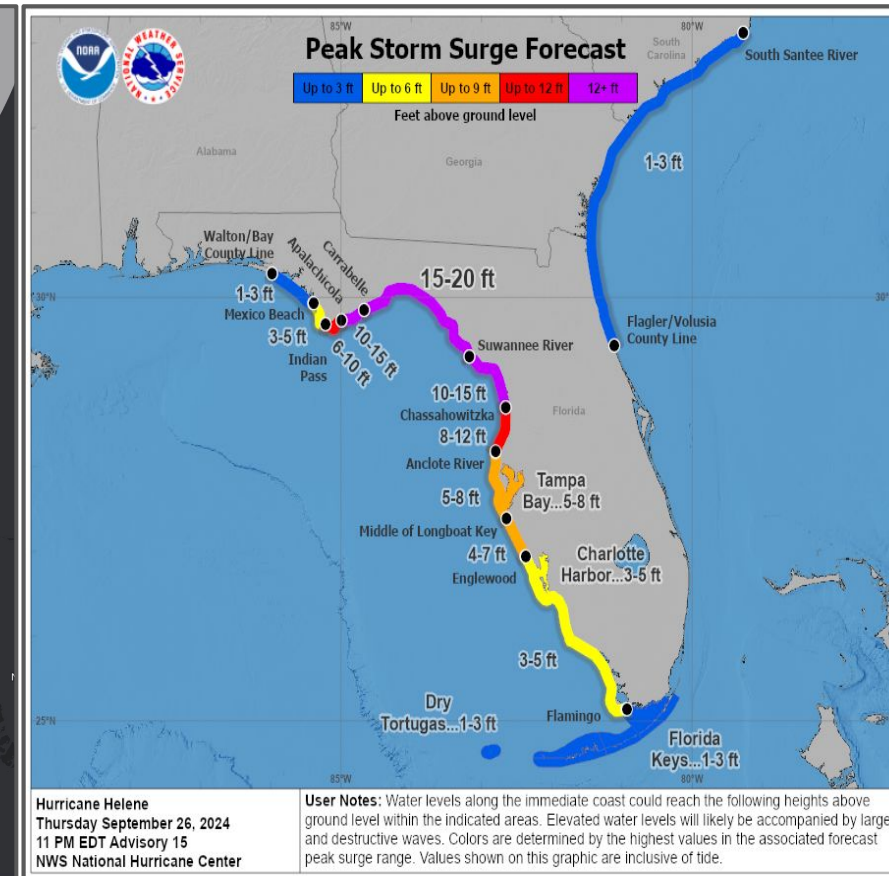 85°W
80°W
NOAA
NATIONAL WEATHER SERVICE
Peak Storm Surge Forecast
Up to 3 ft
Up to 6 ft
Up to 9 ft
Up to 12 ft
12+ ft
Feet above ground level
South
Carolina
South Santee River
Alabama
Georgia
1-3 ft
Walton/Bay
County Line
Apalachicola
Carrabelle
15-20 ft
30°N
1-3 ft
Mexico Beach
3-5 ft
Indian
Pass
6-10 ft
10-15 ft
Suwannee River
Flagler/Volusia
County Line
10-15 ft
Chassahowitzka
Florida
8-12 ft
Anclote River
Tampa
Bay...5-8 ft
5-8 ft
Middle of Longboat Key
4-7 ft
Englewood
Charlotte
Harbor...3-5 ft
3-5 ft
Dry
Tortugas...1-3 ft
Flamingo
25°N
Florida
Keys...1-3 ft
85°W
80°W
Hurricane Helene
Thursday September 26, 2024
11 PM EDT Advisory 15
NWS National Hurricane Center
User Notes: Water levels along the immediate coast could reach the following heights above
ground level within the indicated areas. Elevated water levels will likely be accompanied by large
and destructive waves. Colors are determined by the highest values in the associated forecast
peak surge range. Values shown on this graphic are inclusive of tide.